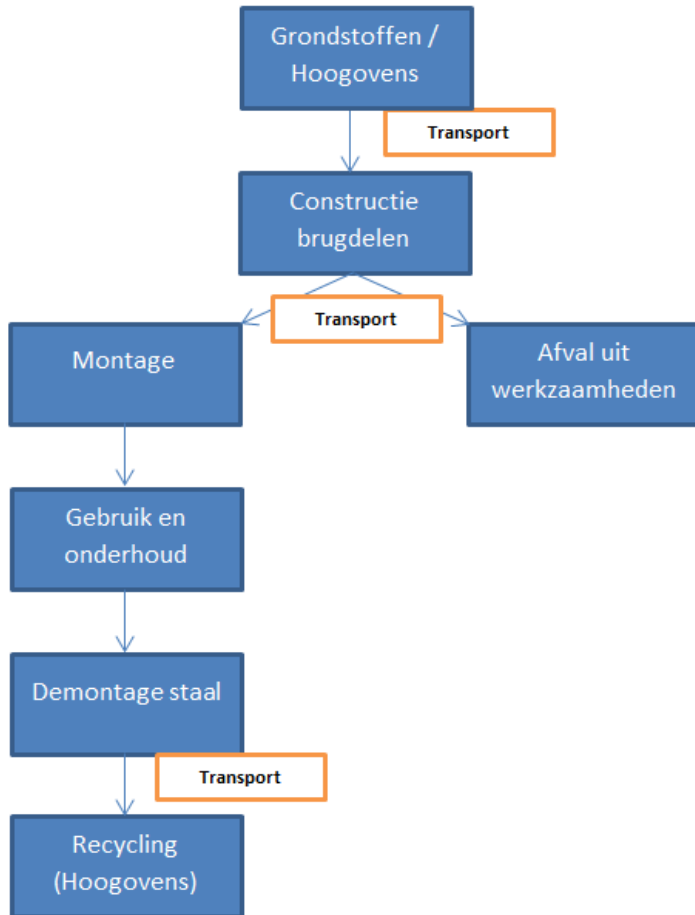 Grondstoffen /
Hoogovens
Transport
Constructie
brugdelen
Transport
Montage
Afval uit
werkzaamheden
Gebruik en
onderhoud
Demontage staal
Transport
Recycling
(Hoogovens)